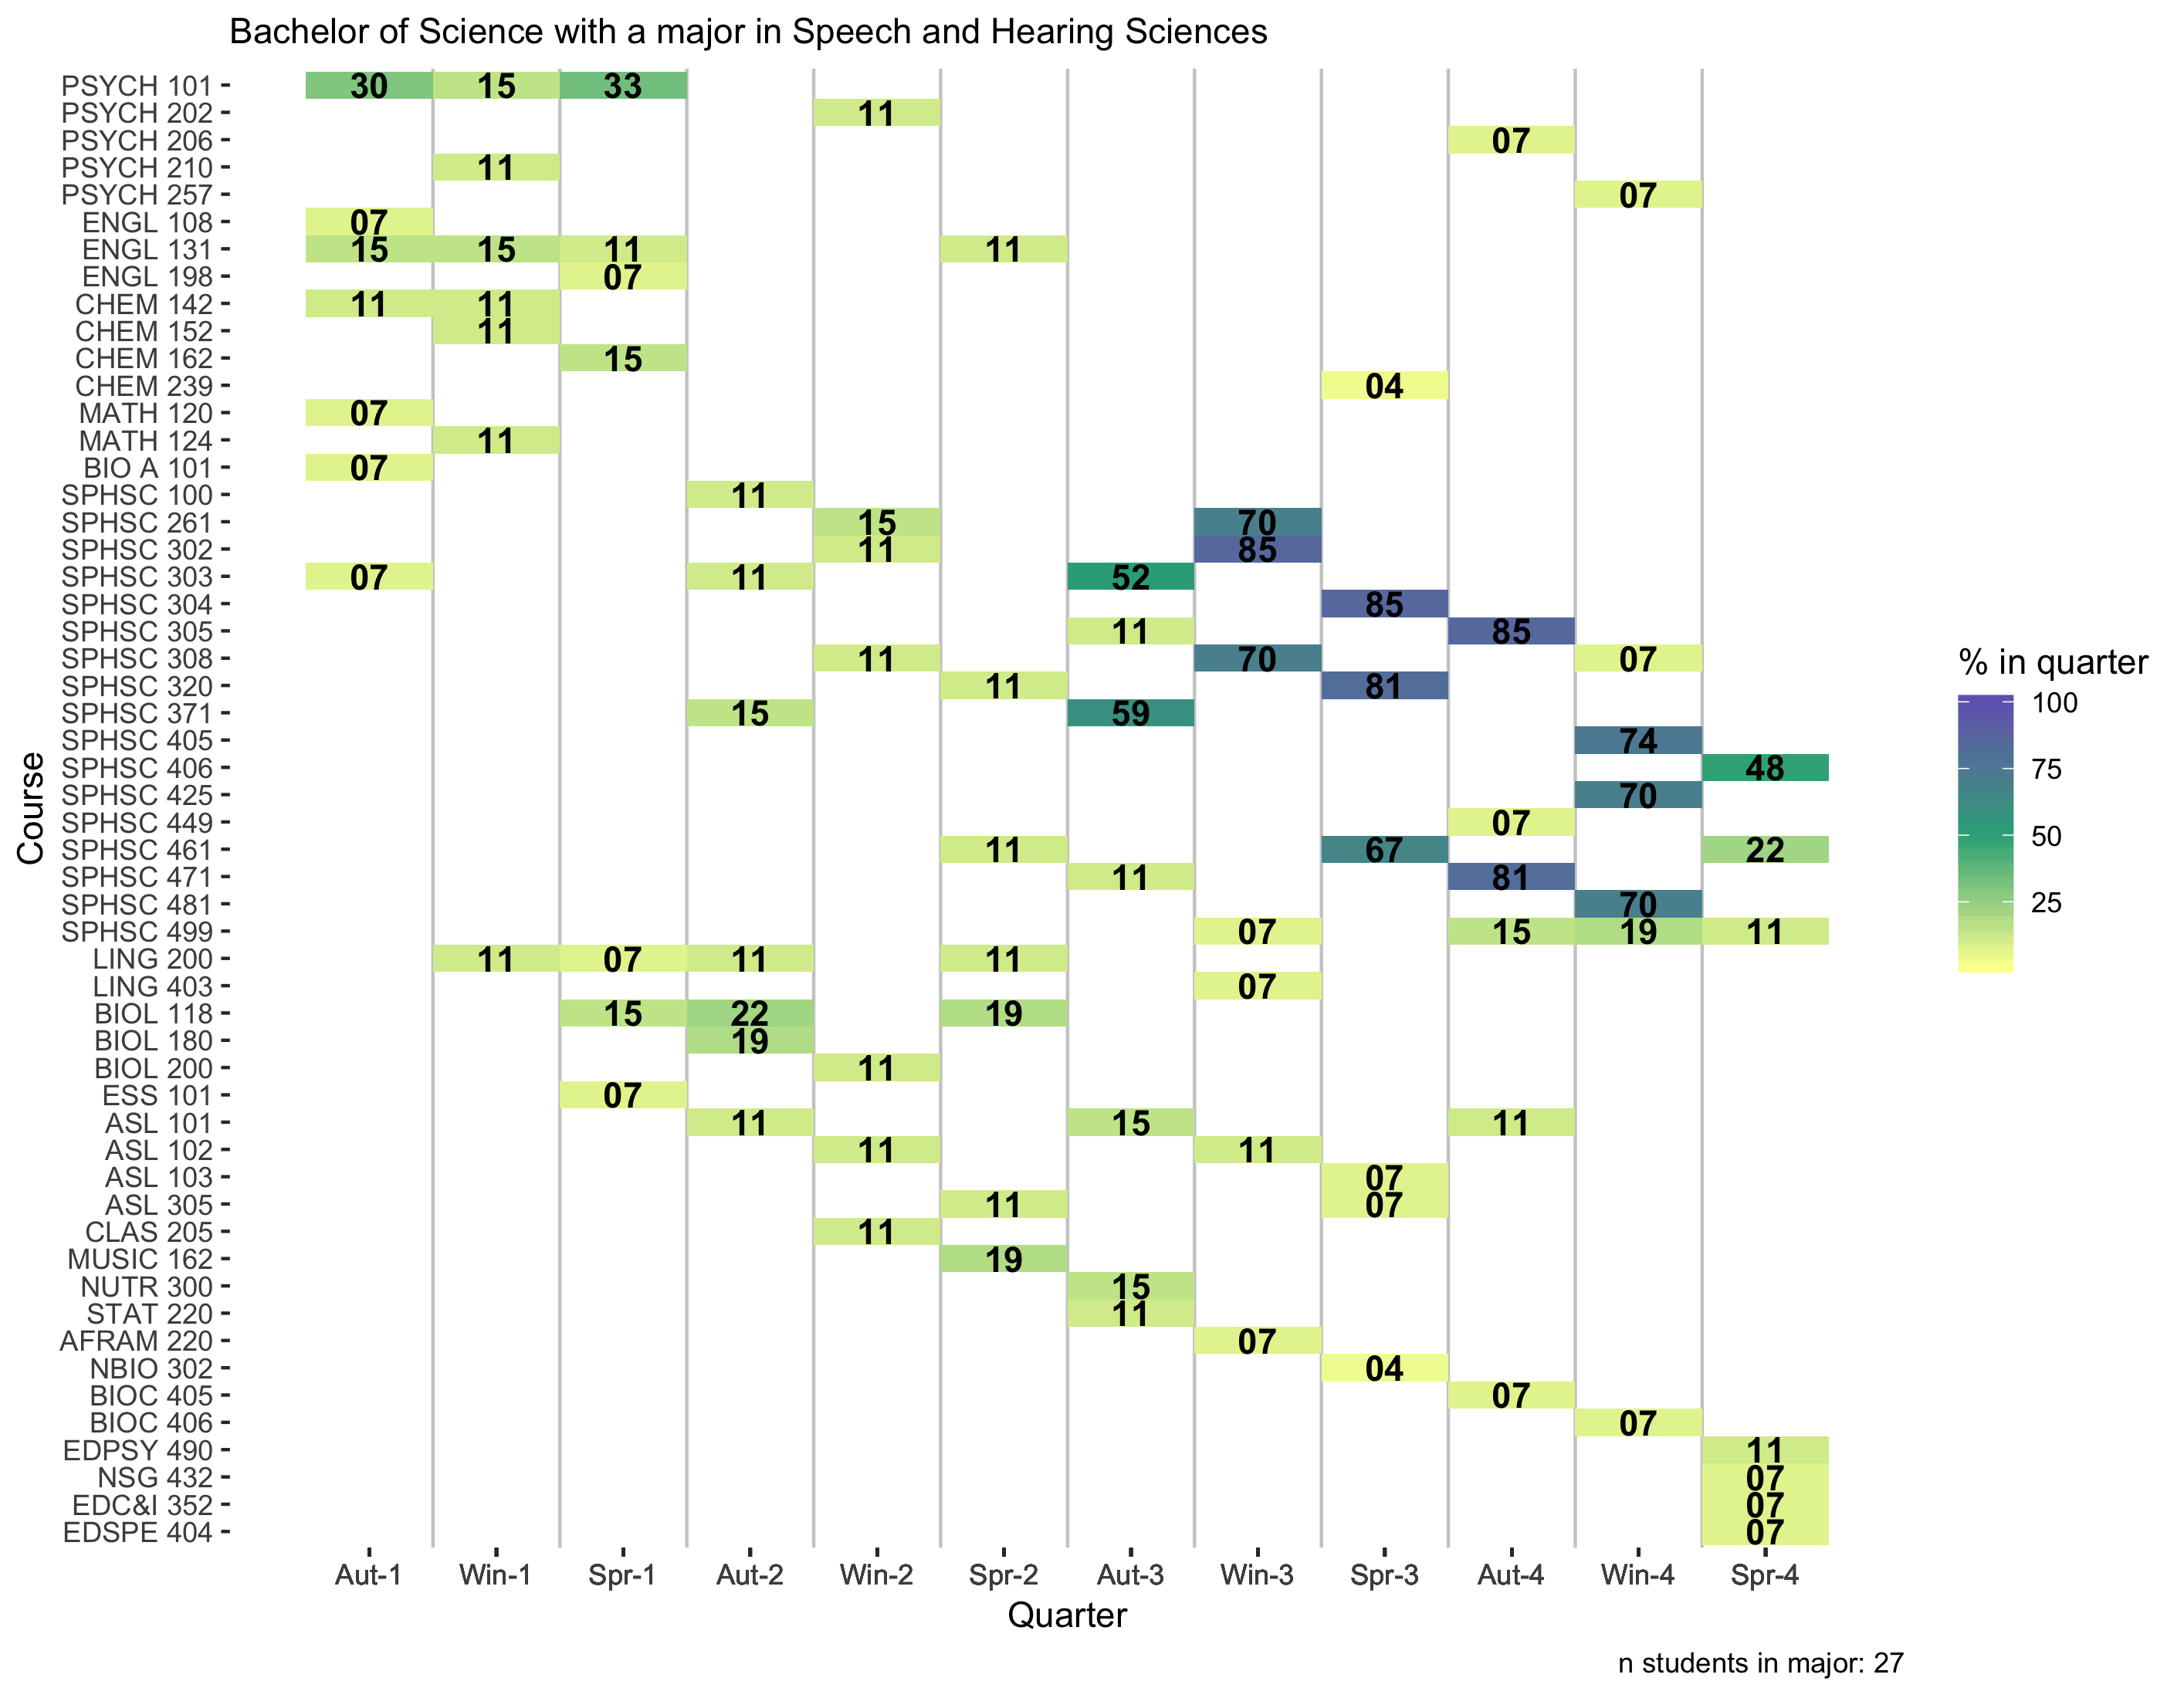 Bachelor of Science with a major in Speech and Hearing Sciences
PSYCH 101 30 15 33
PSYCH 202 11
PSYCH 206 07
PSYCH 210 11
PSYCH 257 07
ENGL 108 07
ENGL 131 15 15 11 11
ENGL 198 07
CHEM 142 11 11
CHEM 152 11
CHEM 162 15
CHEM 239 04
MATH 120 07
MATH 124 11
BIO A 101 07
SPHSC 100 11
SPHSC 261 15 70
SPHSC 302 11 85
SPHSC 303 07 11 52
SPHSC 304 85
SPHSC 305 11 85
SPHSC 308 11 70 07
SPHSC 320 11 81
SPHSC 371 15 59
SPHSC 405 74
SPHSC 406 48
SPHSC 425 70
SPHSC 449 07
SPHSC 461 11 67 22
SPHSC 471 11 81
SPHSC 481 70
SPHSC 499 07 15 19 11
LING 200 11 07 11 11
LING 403 07
BIOL 118 15 22 19
BIOL 180 19
BIOL 200 11
ESS 101 07
ASL 101 11 15 11
ASL 102 11 11
ASL 103 07
ASL 305 11 07
CLAS 205 11
MUSIC 162 19
NUTR 300 15
STAT 220 11
AFRAM 220 07
NBIO 302 04
BIOC 405 07
BIOC 406 07
EDPSY 490 11
NSG 432 07
EDC&I 352 07
EDSPE 404 07
Course
Aut-1 Win-1 Spr-1 Aut-2 Win-2 Spr-2 Aut-3 Win-3 Spr-3 Aut-4 Win-4 Spr-4
Quarter
% in quarter
100
75
50
25
n students in major: 27